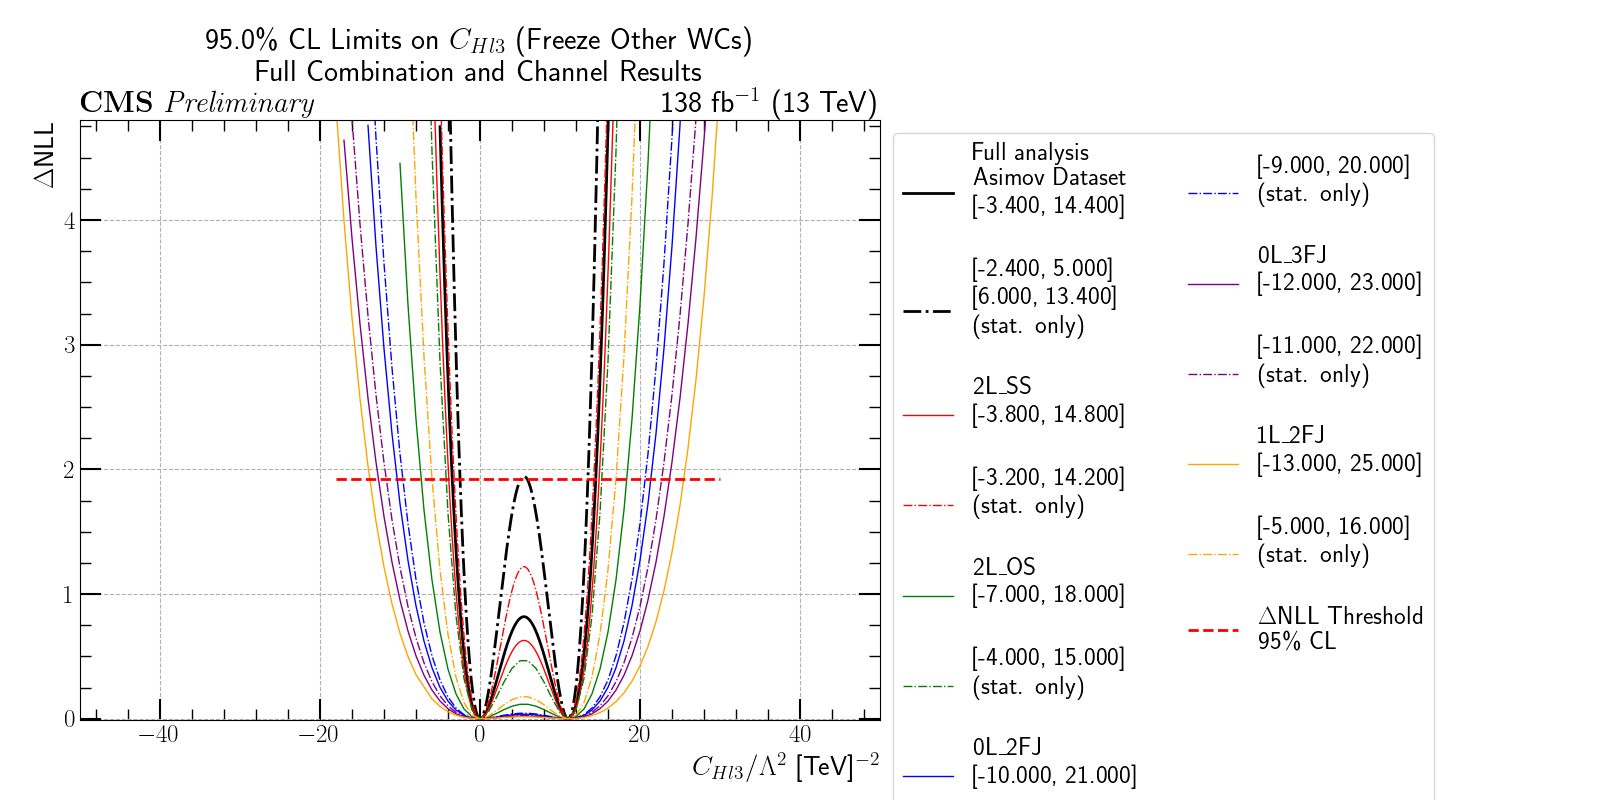 95.0% CL Limits on C_{Hl3} (Freeze Other WCs)
Full Combination and Channel Results
CMS Preliminary
138 fb^{-1} (13 TeV)
ΔNLL
4
3
2
1
0
−40
−20
0
20
40
C_{Hl3}/Λ^2 [TeV]^{-2}
Full analysis
Asimov Dataset
[-3.400, 14.400]
[-2.400, 5.000]
[6.000, 13.400]
(stat. only)
2L_SS
[-3.800, 14.800]
[-3.200, 14.200]
(stat. only)
2L_OS
[-7.000, 18.000]
[-4.000, 15.000]
(stat. only)
0L_2FJ
[-10.000, 21.000]
[-9.000, 20.000]
(stat. only)
0L_3FJ
[-12.000, 23.000]
[-11.000, 22.000]
(stat. only)
1L_2FJ
[-13.000, 25.000]
[-5.000, 16.000]
(stat. only)
ΔNLL Threshold
95% CL